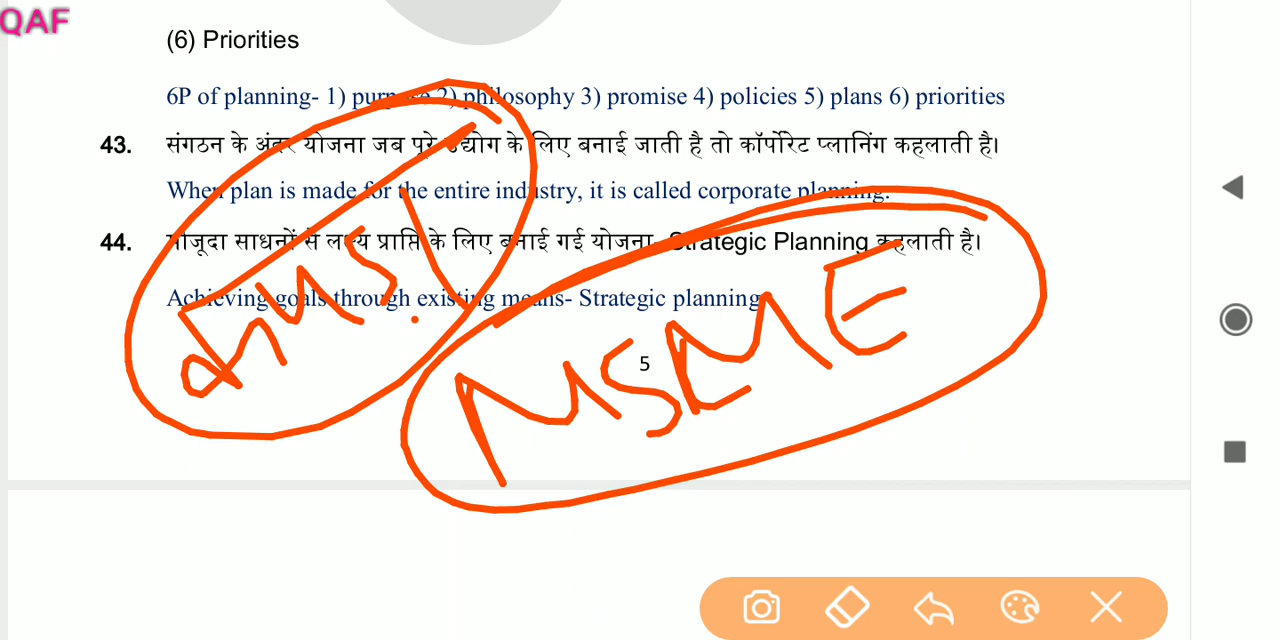 QAF
(6) Priorities
6P of planning- 1) purpose 2) philosophy 3) promise 4) policies 5) plans 6) priorities
43. संगठन के अंदर योजना जब पूरे उद्योग के लिए बनाई जाती है तो कॉर्पोरेट प्लानिंग कहलाती है।
When plan is made for the entire industry, it is called corporate planning.
44. मौजूदा साधनों से लक्ष्य प्राप्ति के लिए बनाई गई योजना- Strategic Planning कहलाती है।
Achieving goals through existing means- Strategic planning
MSME
5